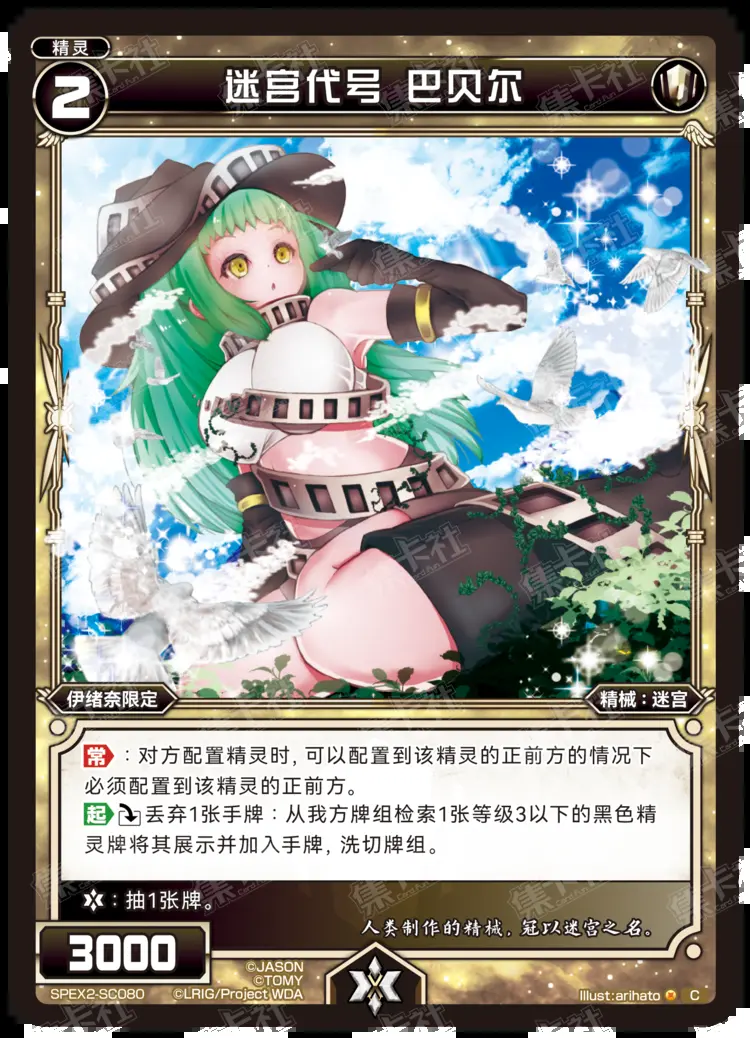 精灵
2
迷宫代号 巴贝尔
伊绪奈限定
精械：迷宫
常：对方配置精灵时，可以配置到该精灵的正前方的情况下
必须配置到该精灵的正前方。
起 丢弃1张手牌：从我方牌组检索1张等级3以下的黑色精
灵牌将其展示并加入手牌，洗切牌组。
：抽1张牌。
人类制作的精械，冠以迷宫之名。
3000
©JASON
©TOMY
SPEX2-SC080 ©LRIG/Project WDA
Illust:arihato C
集卡社
Card Fun